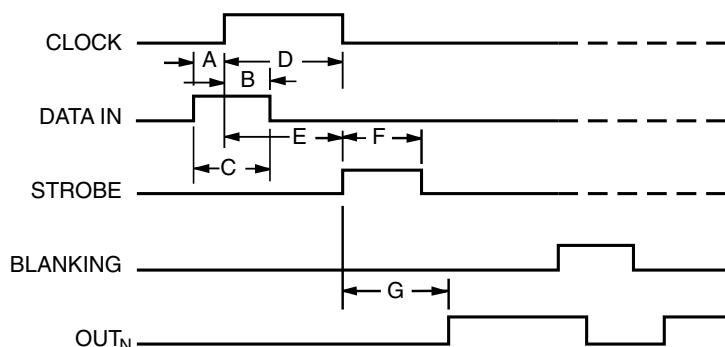 CLOCK
A D
B
DATA IN
E F
C
STROBE
BLANKING
G
OUTN